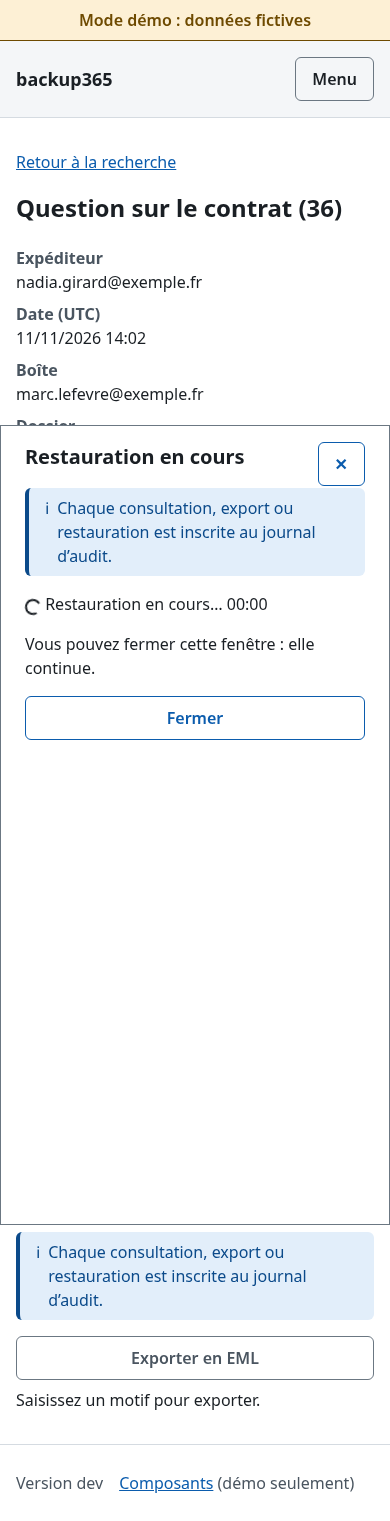 Mode démo : données fictives
backup365
Menu
Retour à la recherche
Question sur le contrat (36)
Expéditeur
nadia.girard@exemple.fr
Date (UTC)
11/11/2026 14:02
Boîte
marc.lefevre@exemple.fr
Dossier
Restauration en cours
×
i Chaque consultation, export ou
restauration est inscrite au journal
d’audit.
Restauration en cours... 00:00
Vous pouvez fermer cette fenêtre : elle
continue.
Fermer
i Chaque consultation, export ou
restauration est inscrite au journal
d’audit.
Exporter en EML
Saisissez un motif pour exporter.
Version dev Composants (démo seulement)